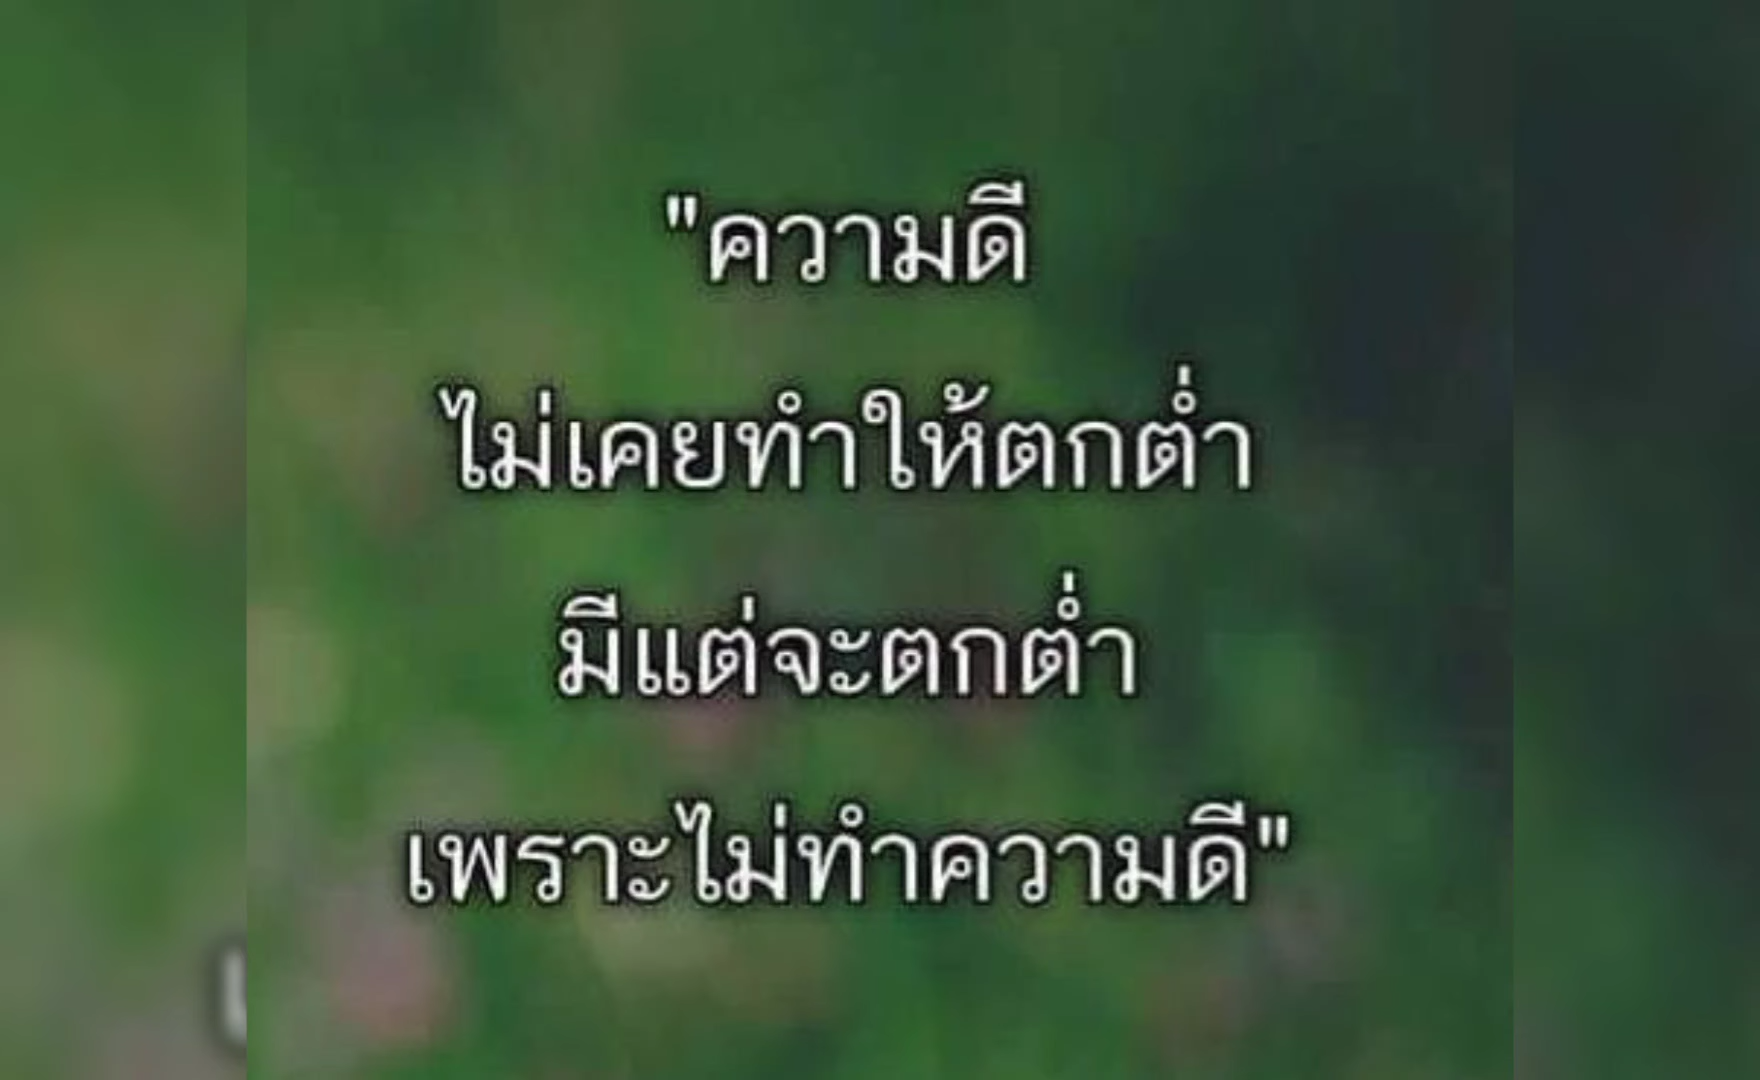 "ความดี
ไม่เคยทำให้ตกต่ำ
มีแต่จะตกต่ำ
เพราะไม่ทำความดี"